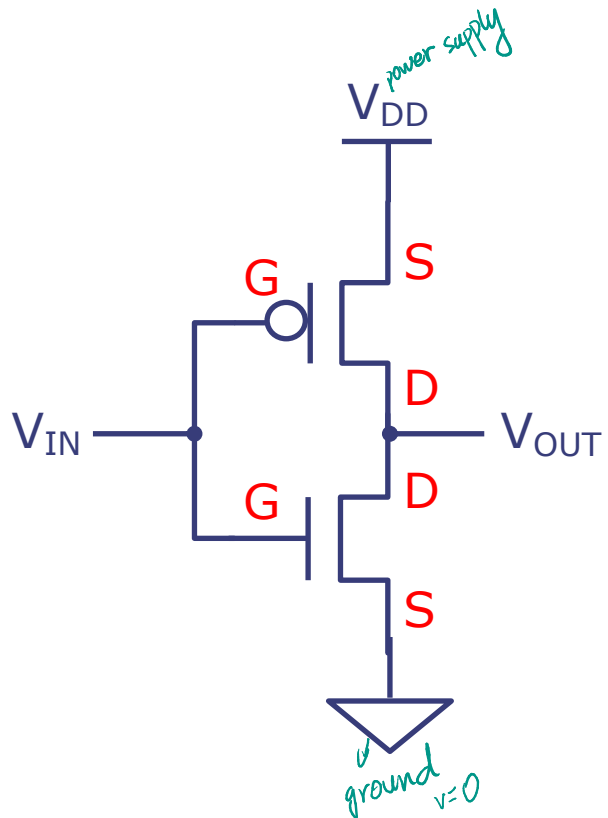 power supply
VDD
S
G
D
VIN
VOUT
G
D
S
ground
v=0